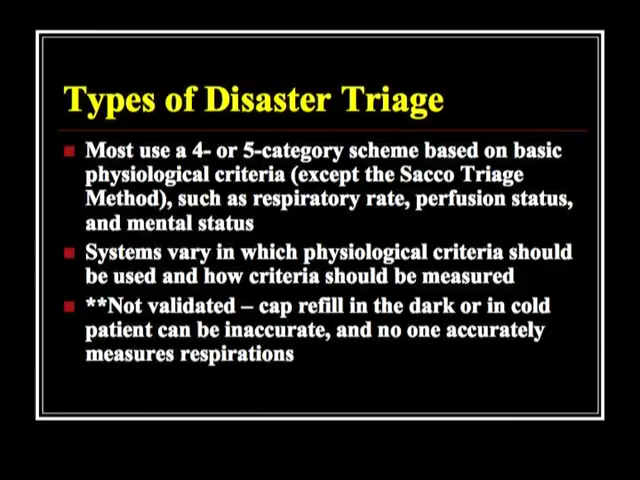 Types of Disaster Triage
Most use a 4- or 5-category scheme based on basic
physiological criteria (except the Sacco Triage
Method), such as respiratory rate, perfusion status,
and mental status
Systems vary in which physiological criteria should
be used and how criteria should be measured
**Not validated – cap refill in the dark or in cold
patient can be inaccurate, and no one accurately
measures respirations